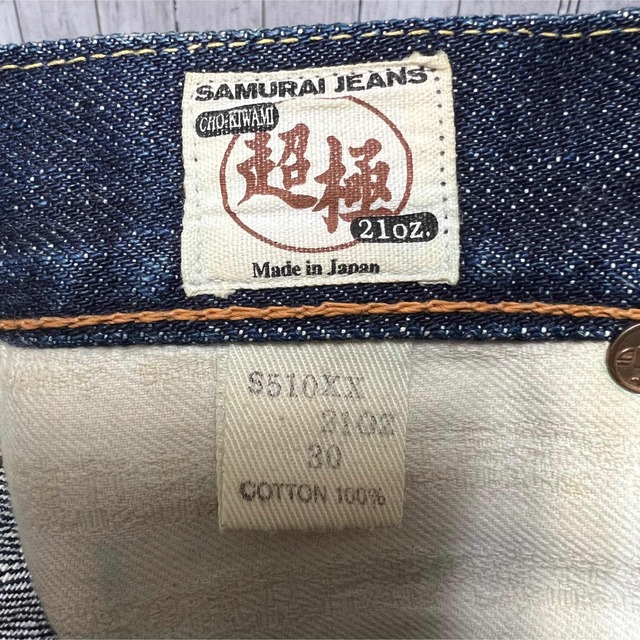 SAMURAI JEANS
CHO-KIWAMI
超極
21oz.
Made in Japan
S510XX
21OZ
30
COTTON 100%